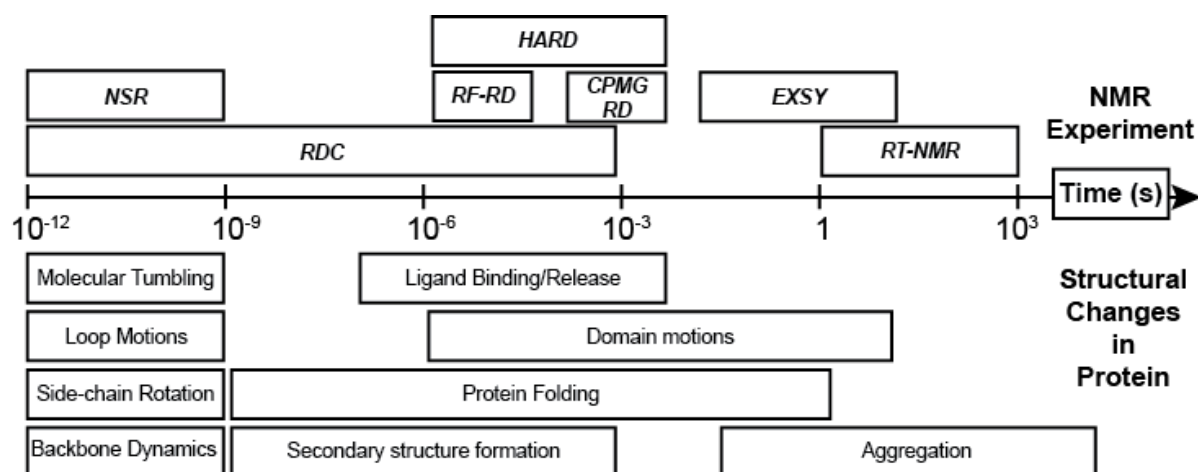 HARD
NSR
RF-RD
CPMG
RD
EXSY
NMR
Experiment
RDC
RT-NMR
Time (s)
10-12
10-9
10-6
10-3
1
103
Molecular Tumbling
Ligand Binding/Release
Structural
Changes
in
Protein
Loop Motions
Domain motions
Side-chain Rotation
Protein Folding
Backbone Dynamics
Secondary structure formation
Aggregation